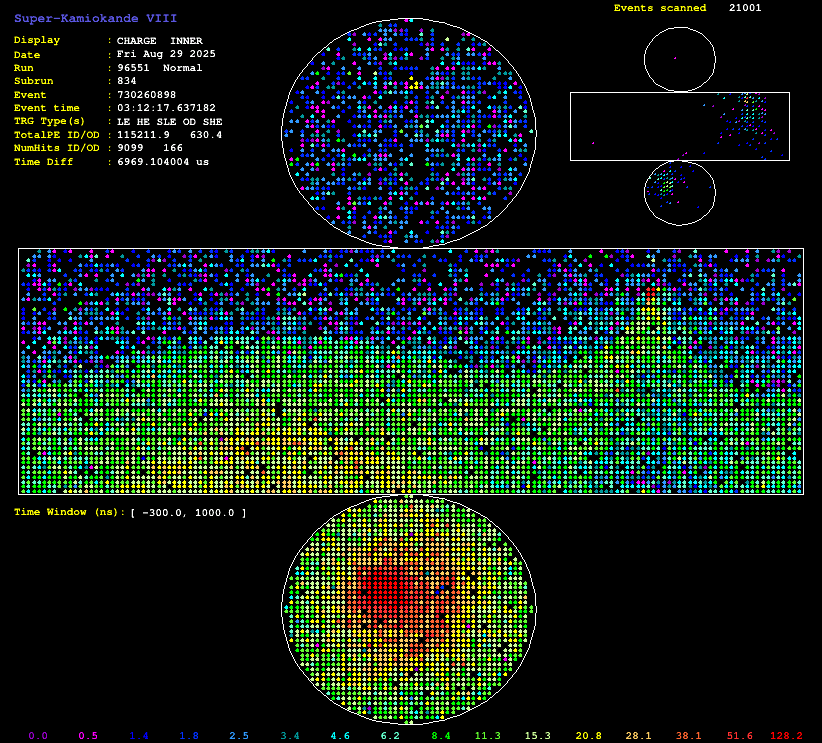 Super-Kamiokande VIII
Events scanned 21001
Display : CHARGE INNER
Date : Fri Aug 29 2025
Run : 96551 Normal
Subrun : 834
Event : 730260898
Event time : 03:12:17.637182
TRG Type(s) : LE HE SLE OD SHE
TotalPE ID/OD : 115211.9 630.4
NumHits ID/OD : 9099 166
Time Diff : 6969.104004 us
Time Window (ns): [ -300.0, 1000.0 ]
0.0 0.5 1.4 1.8 2.5 3.4 4.6 6.2 8.4 11.3 15.3 20.8 28.1 38.1 51.6 128.2